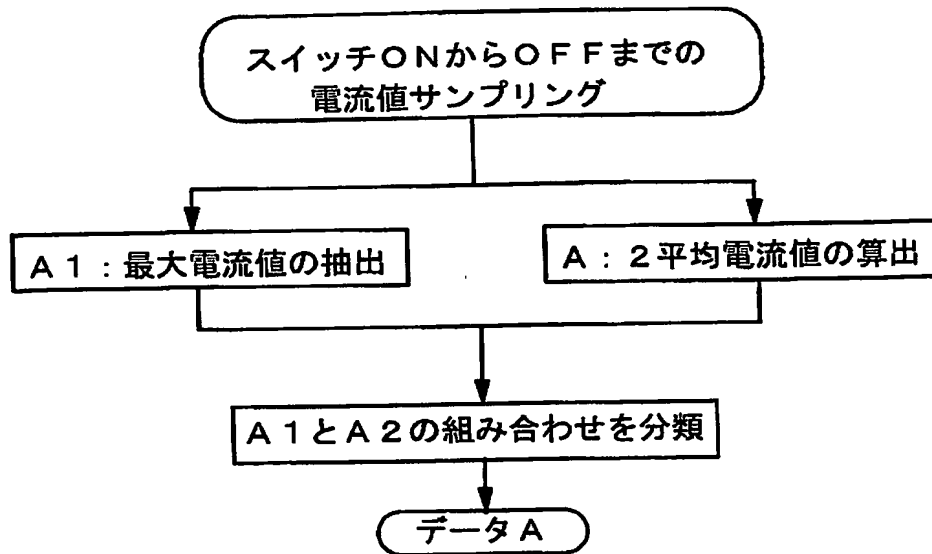 スイッチONからOFFまでの
電流値サンプリング
A1:最大電流値の抽出
A:2平均電流値の算出
A1とA2の組み合わせを分類
データA